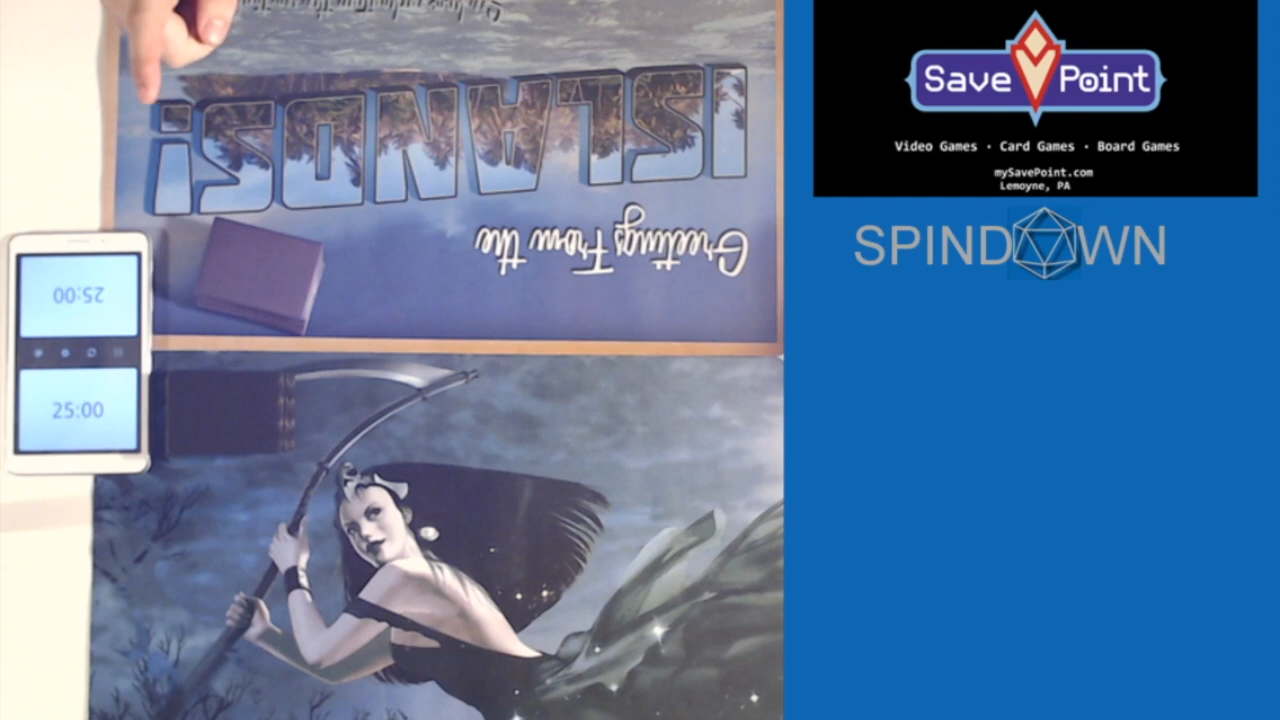 ISLANDS!
Greetings From the
25:00
25:00
Save Point
Video Games · Card Games · Board Games
mySavePoint.com
Lemoyne, PA
SPINDOWN